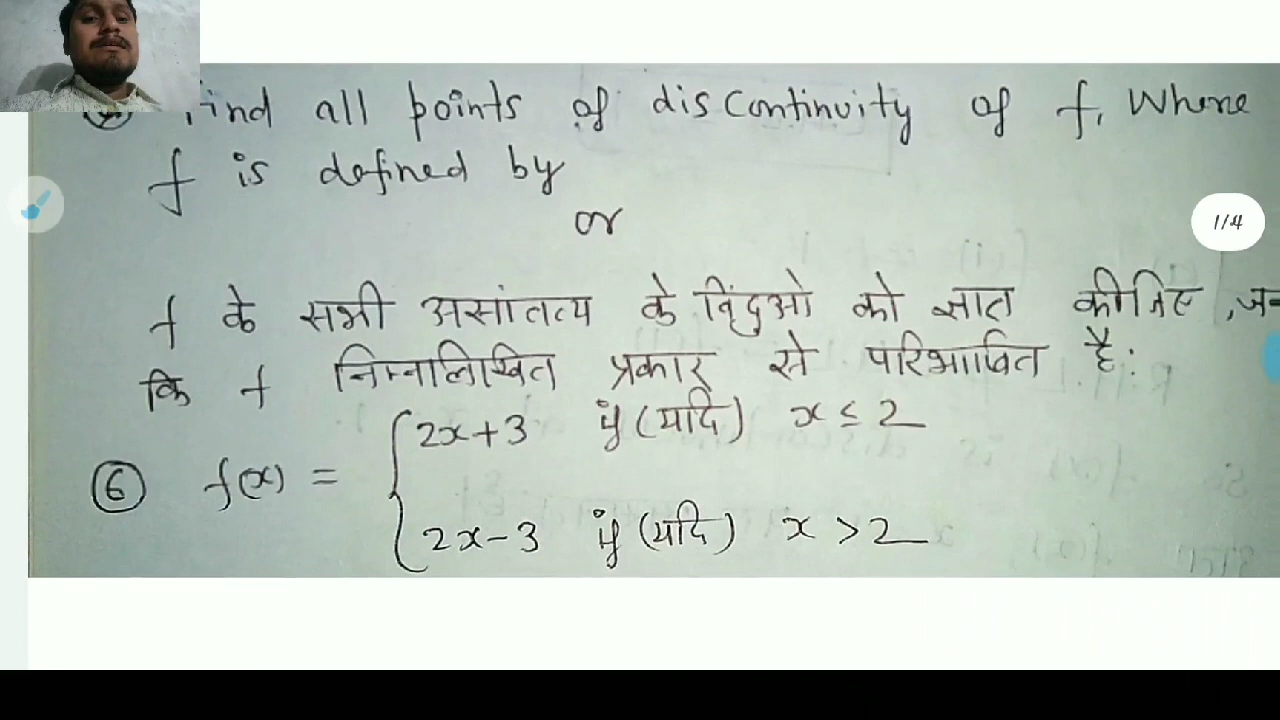 find all points of discontinuity of f, where
f is defined by
or
1/4
f के सभी असांतत्य के बिंदुओ को ज्ञात कीजिए, जब
कि f निम्नलिखित प्रकार से परिभाषित है:
2x+3 if (यदि) x ≤ 2
6 f(x) =
2x-3 if (यदि) x > 2